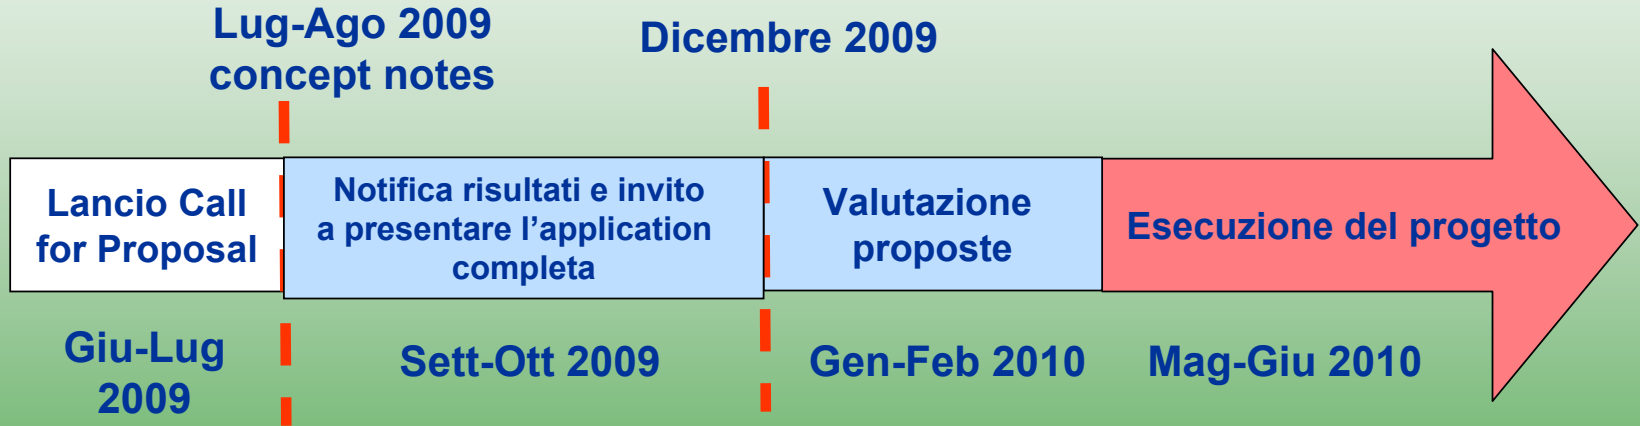 Lug-Ago 2009
concept notes
Dicembre 2009
Lancio Call
for Proposal
Notifica risultati e invito
a presentare l’application
completa
Valutazione
proposte
Esecuzione del progetto
Giu-Lug
2009
Sett-Ott 2009
Gen-Feb 2010
Mag-Giu 2010